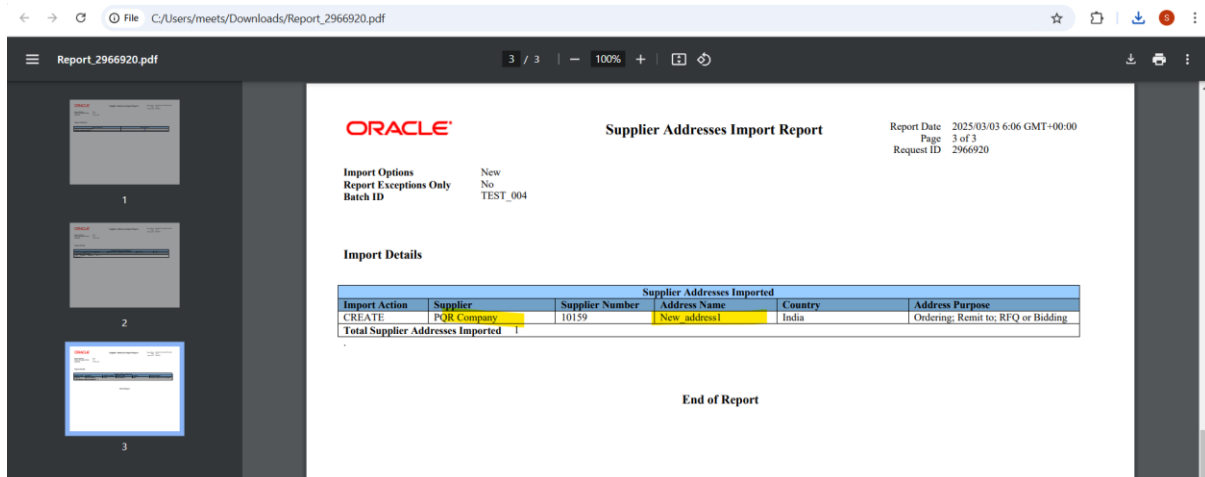 File C:/Users/meets/Downloads/Report_2966920.pdf
S
Report_2966920.pdf
3 / 3
100%
1
2
3
ORACLE
Supplier Addresses Import Report
Report Date 2025/03/03 6:06 GMT+00:00
Page 3 of 3
Request ID 2966920
Import Options New
Report Exceptions Only No
Batch ID TEST_004
Import Details
Supplier Addresses Imported
Import Action Supplier Supplier Number Address Name Country Address Purpose
CREATE PQR Company 10159 New_address1 India Ordering; Remit to; RFQ or Bidding
Total Supplier Addresses Imported 1
.
End of Report